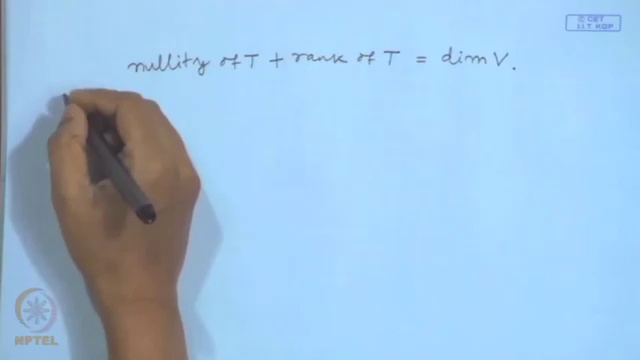 © CET
I.I.T. KGP
nullity of T + rank of T = dim V.
NPTEL